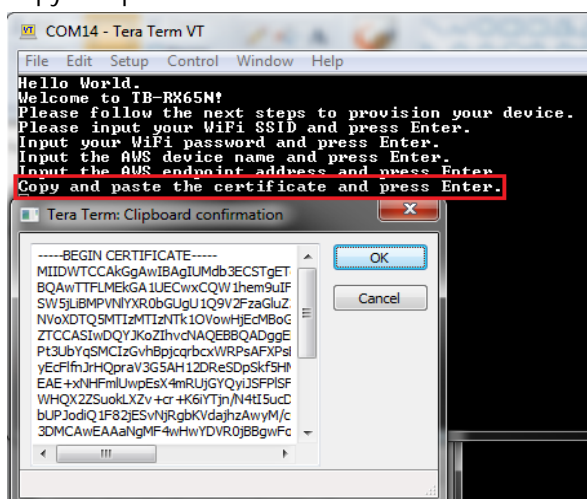 COM14 - Tera Term VT
File Edit Setup Control Window Help
Hello World.
Welcome to TB-RX65N!
Please follow the next steps to provision your device.
Please input your WiFi SSID and press Enter.
Input your WiFi password and press Enter.
Input the AWS device name and press Enter.
Input the AWS endpoint address and press Enter
Copy and paste the certificate and press Enter.
Tera Term: Clipboard confirmation
-----BEGIN CERTIFICATE-----
MIIDWTCCAkGgAwIBAgIUMdb3ECSTgET
BQAwTTFLMEkGA1UECwxCQW1hem9uIF
SW5jLiBMPVNlYXR0bGUgU1Q9V2FzaGluZ
NVoXDTQ5MTIzMTIzNTk1OVowHjEcMBoG
ZTCCASIwDQYJKoZIhvcNAQEBBQADggE
Pt3UbYqSMCIzGvhBpjcqrbcxWRPsAFXPsl
yEcFlfnJrHQpraV3G5AH12DReSDpSkf5HN
EAE+xNHFmlUwpEsX4mRUjGYQyiJSFPlSF
WHQX2ZSuokLXZv+cr+K6iYTjn/N4tI5ucD
bUPJodiQ1F82jESvNjRgbKVdajhzAwyM/c
3DMCAwEAAaNgMF4wHwYDVR0jBBgwFo
OK
Cancel